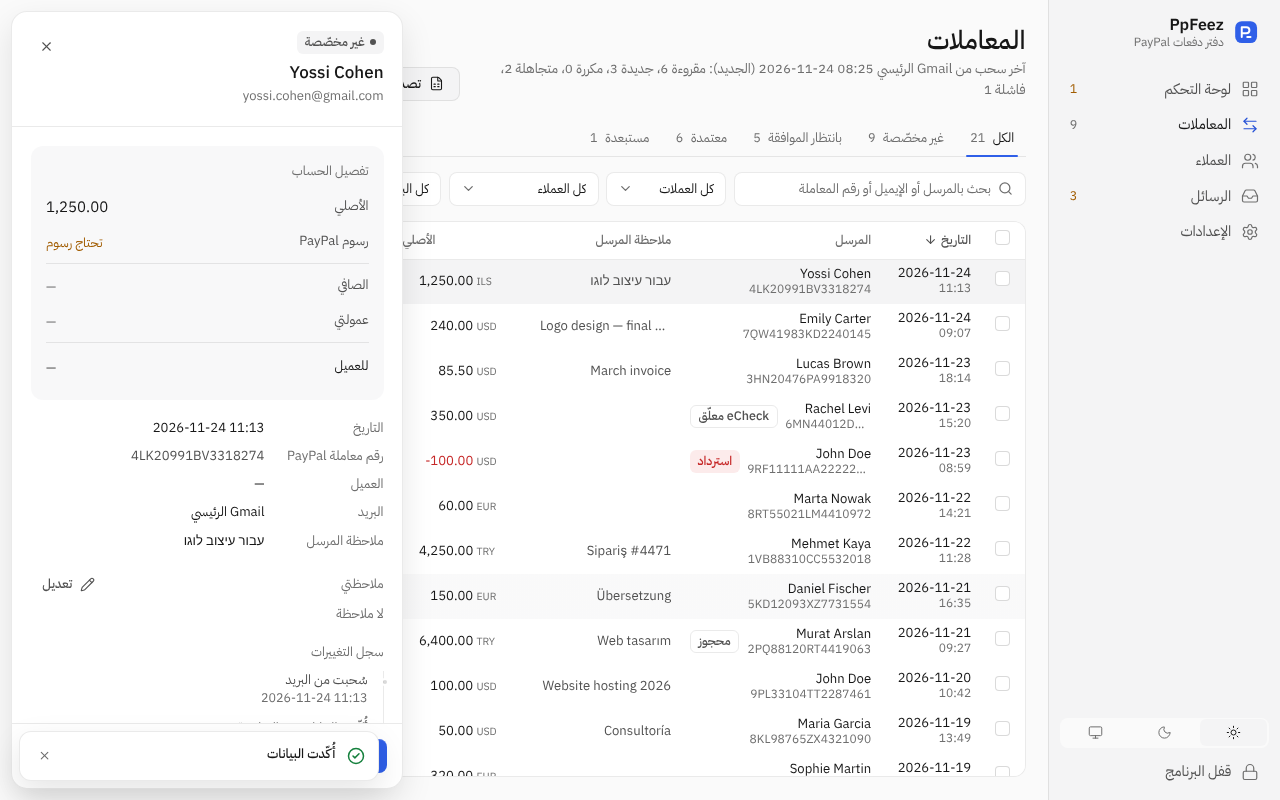 PpFeez
دفتر دفعات PayPal
لوحة التحكم 1
المعاملات 9
العملاء
الرسائل 3
الإعدادات
قفل البرنامج
المعاملات
آخر سحب من Gmail الرئيسي 08:25 24-11-2026 (الجديد): مقروءة 6، جديدة 3، مكررة 0، متجاهلة 2،
فاشلة 1
الكل 21 غير مخصّصة 9 بانتظار الموافقة 5 معتمدة 6 مستبعدة 1
بحث بالمرسل أو الإيميل أو رقم المعاملة كل العملات كل العملاء
التاريخ المرسل ملاحظة المرسل الأصلي
2026-11-24 Yossi Cohen עבור עיצוב לוגו 1,250.00 ILS
11:13 4LK20991BV3318274
2026-11-24 Emily Carter Logo design — final ... 240.00 USD
09:07 7QW41983KD2240145
2026-11-23 Lucas Brown March invoice 85.50 USD
18:14 3HN20476PA9918320
2026-11-23 Rachel Levi eCheck معلّق 350.00 USD
15:20 6MN44012D...
2026-11-23 John Doe استرداد -100.00 USD
08:59 9RF11111AA22222...
2026-11-22 Marta Nowak 60.00 EUR
14:21 8RT55021LM4410972
2026-11-22 Mehmet Kaya Sipariş #4471 4,250.00 TRY
11:28 1VB88310CC5532018
2026-11-21 Daniel Fischer Übersetzung 150.00 EUR
16:35 5KD12093XZ7731554
2026-11-21 Murat Arslan محجوز Web tasarım 6,400.00 TRY
09:27 2PQ88120RT4419063
2026-11-20 John Doe Website hosting 2026 100.00 USD
10:42 9PL33104TT2287461
2026-11-19 Maria Garcia Consultoría 50.00 USD
13:49 8KL98765ZX4321090
2026-11-19 Sophie Martin 320.00 EUR
غير مخصّصة
Yossi Cohen
yossi.cohen@gmail.com
تفصيل الحساب
الأصلي 1,250.00
رسوم PayPal تحتاج رسوم
الصافي —
عمولتي —
للعميل —
التاريخ 2026-11-24 11:13
رقم معاملة PayPal 4LK20991BV3318274
العميل —
البريد Gmail الرئيسي
ملاحظة المرسل עבור עיצוב לוגו
ملاحظتي تعديل
لا ملاحظة
سجل التغييرات
سُحبت من البريد
2026-11-24 11:13
أُكّدت البيانات